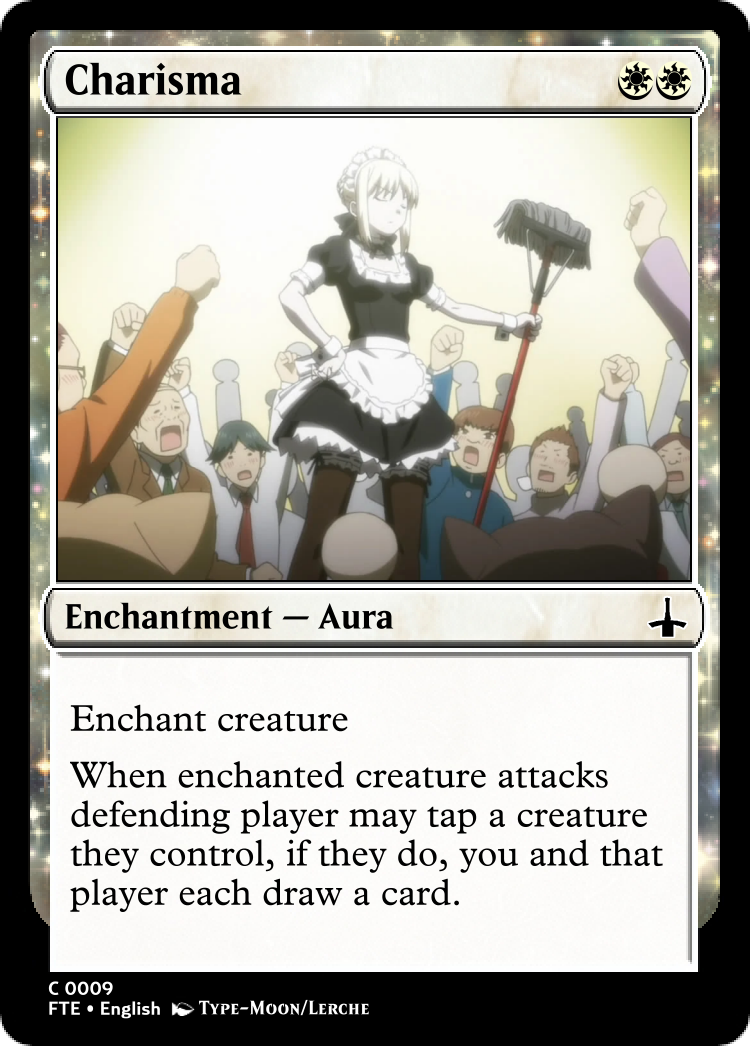 Charisma
Enchantment — Aura
Enchant creature
When enchanted creature attacks
defending player may tap a creature
they control, if they do, you and that
player each draw a card.
C 0009
FTE • English Type-Moon/Lerche